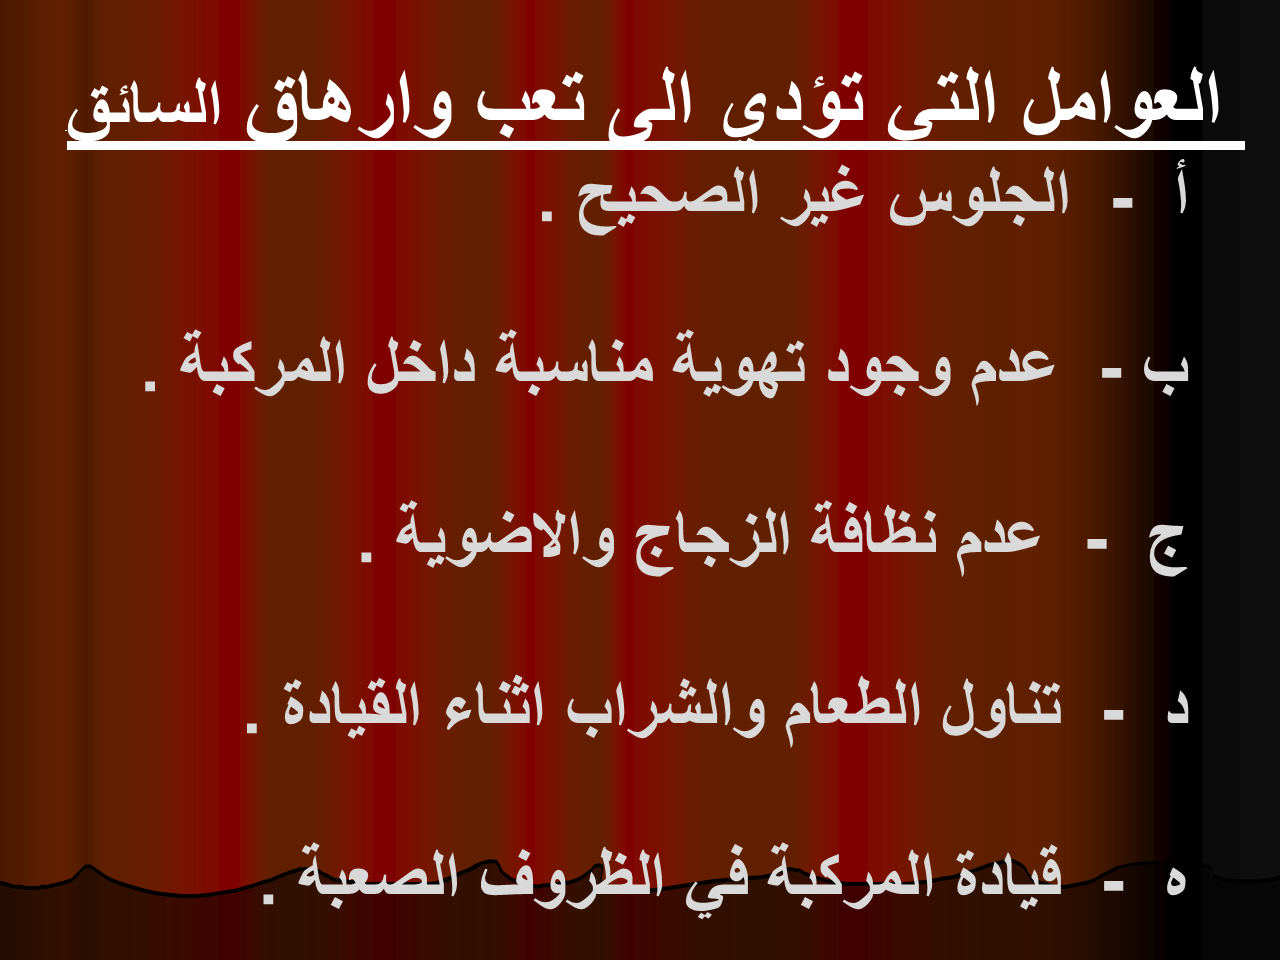 العوامل التى تؤدي الى تعب وارهاق السائق
أ - الجلوس غير الصحيح .
ب - عدم وجود تهوية مناسبة داخل المركبة .
ج - عدم نظافة الزجاج والاضوية .
د - تناول الطعام والشراب اثناء القيادة .
ه - قيادة المركبة في الظروف الصعبة .